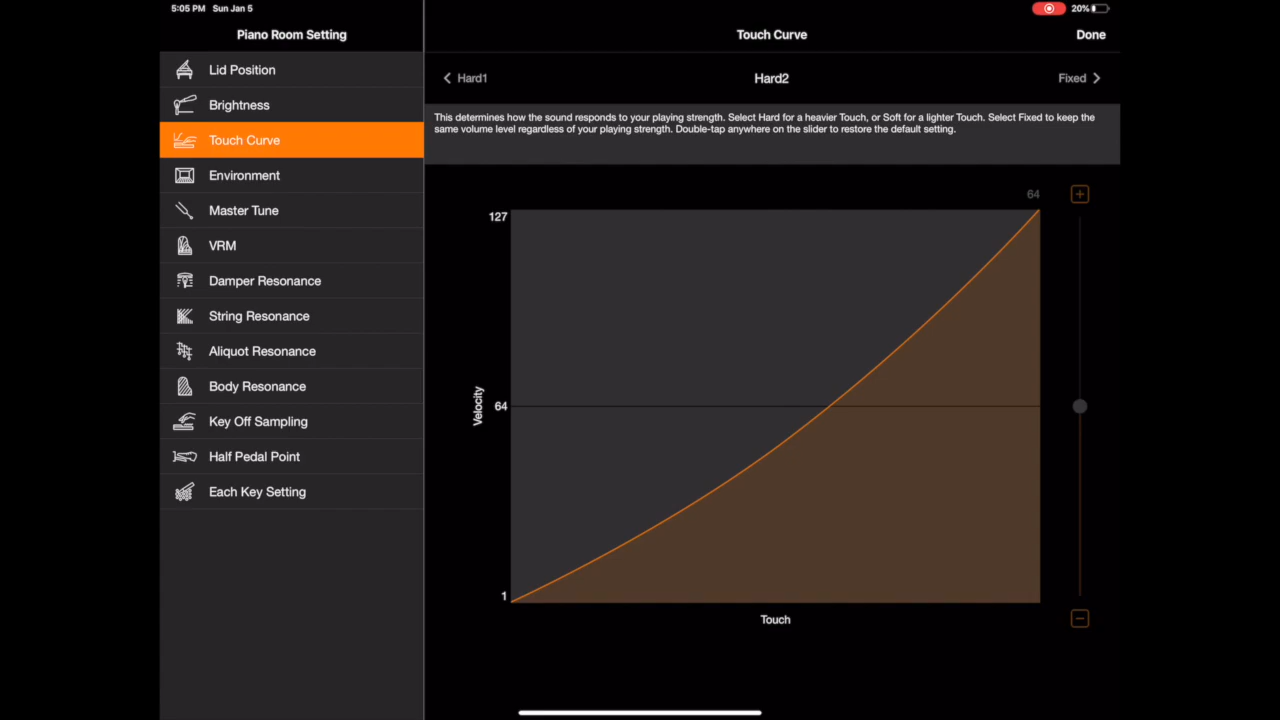 5:05 PM Sun Jan 5
20%
Piano Room Setting
Touch Curve
Done
Lid Position
Brightness
Touch Curve
Environment
Master Tune
VRM
Damper Resonance
String Resonance
Aliquot Resonance
Body Resonance
Key Off Sampling
Half Pedal Point
Each Key Setting
Hard1
Hard2
Fixed
This determines how the sound responds to your playing strength. Select Hard for a heavier Touch, or Soft for a lighter Touch. Select Fixed to keep the
same volume level regardless of your playing strength. Double-tap anywhere on the slider to restore the default setting.
64
127
Velocity
64
1
Touch